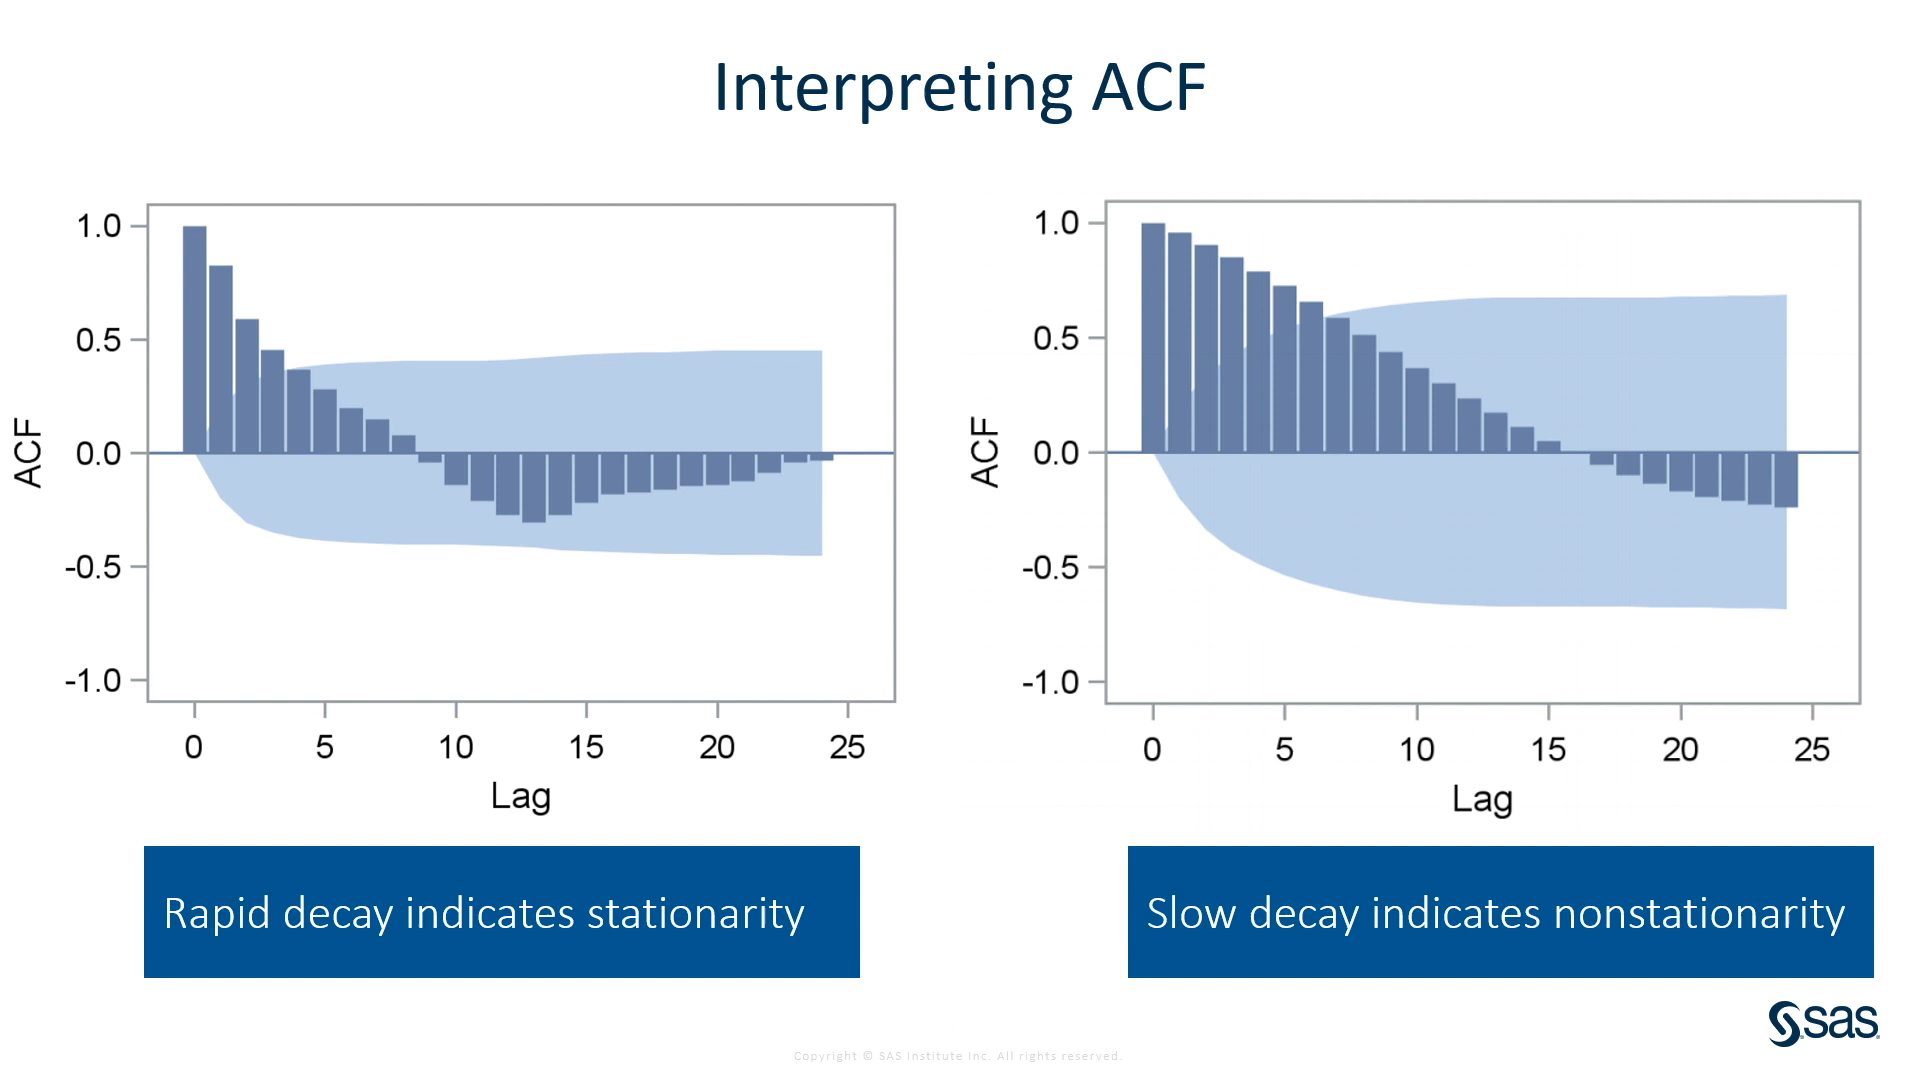 Interpreting ACF
1.0
0.5
0.0
-0.5
-1.0
ACF
0 5 10 15 20 25
Lag
1.0
0.5
0.0
-0.5
-1.0
ACF
0 5 10 15 20 25
Lag
Rapid decay indicates stationarity
Slow decay indicates nonstationarity
sas
Copyright © SAS Institute Inc. All rights reserved.